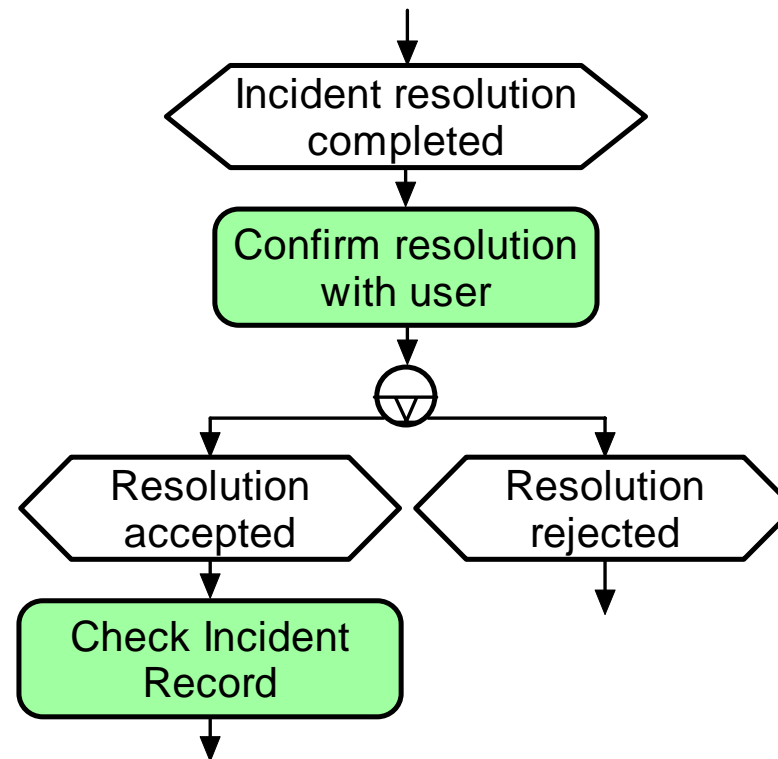 Incident resolution
completed
Confirm resolution
with user
Resolution
accepted
Resolution
rejected
Check Incident
Record